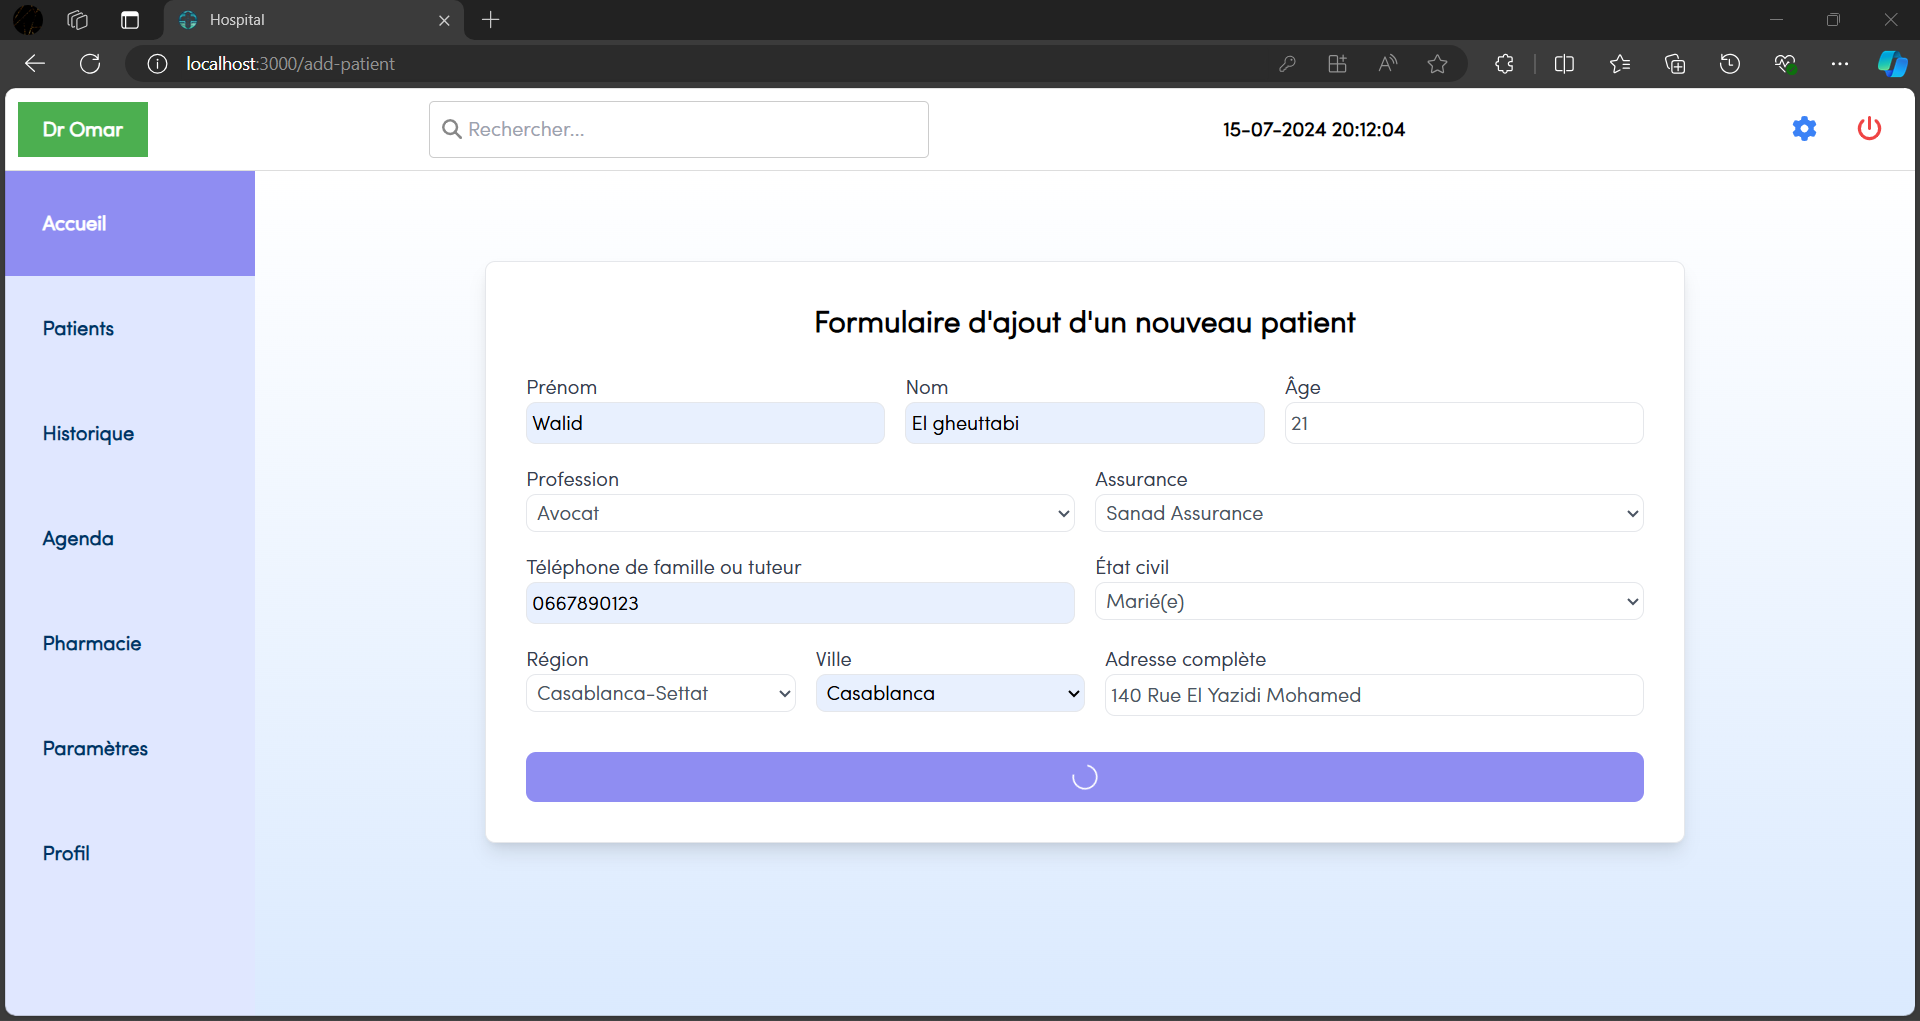 Hospital
localhost:3000/add-patient
Dr Omar
Rechercher...
15-07-2024 20:12:04
Accueil
Patients
Historique
Agenda
Pharmacie
Paramètres
Profil
Formulaire d'ajout d'un nouveau patient
Prénom Nom Âge
Walid El gheuttabi 21
Profession Assurance
Avocat Sanad Assurance
Téléphone de famille ou tuteur État civil
0667890123 Marié(e)
Région Ville Adresse complète
Casablanca-Settat Casablanca 140 Rue El Yazidi Mohamed